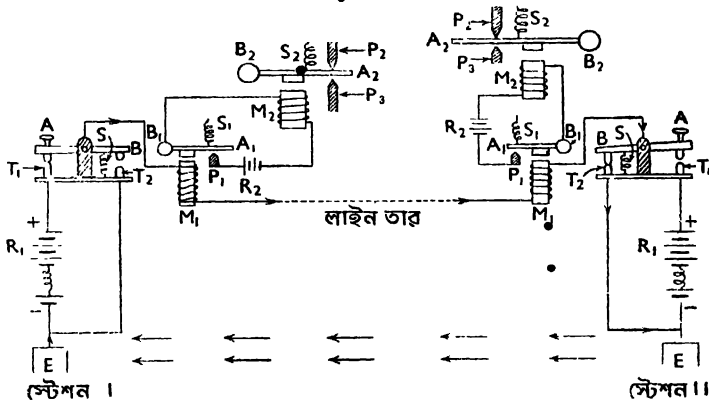 P₂ S₂
A₂ B₂
P₃
M₂
B₂ S₂ P₂
A₂
P₃
M₂
R₂
A S B B₁ S₁ A₁
T₁ T₂ P₁ R₂
M₁
S₁ B₁ A₁
P₁
M₁
B S A
T₂ T₁
লাইন তার
+ R₁ −
+ R₁ −
E E
স্টেশন I স্টেশন II